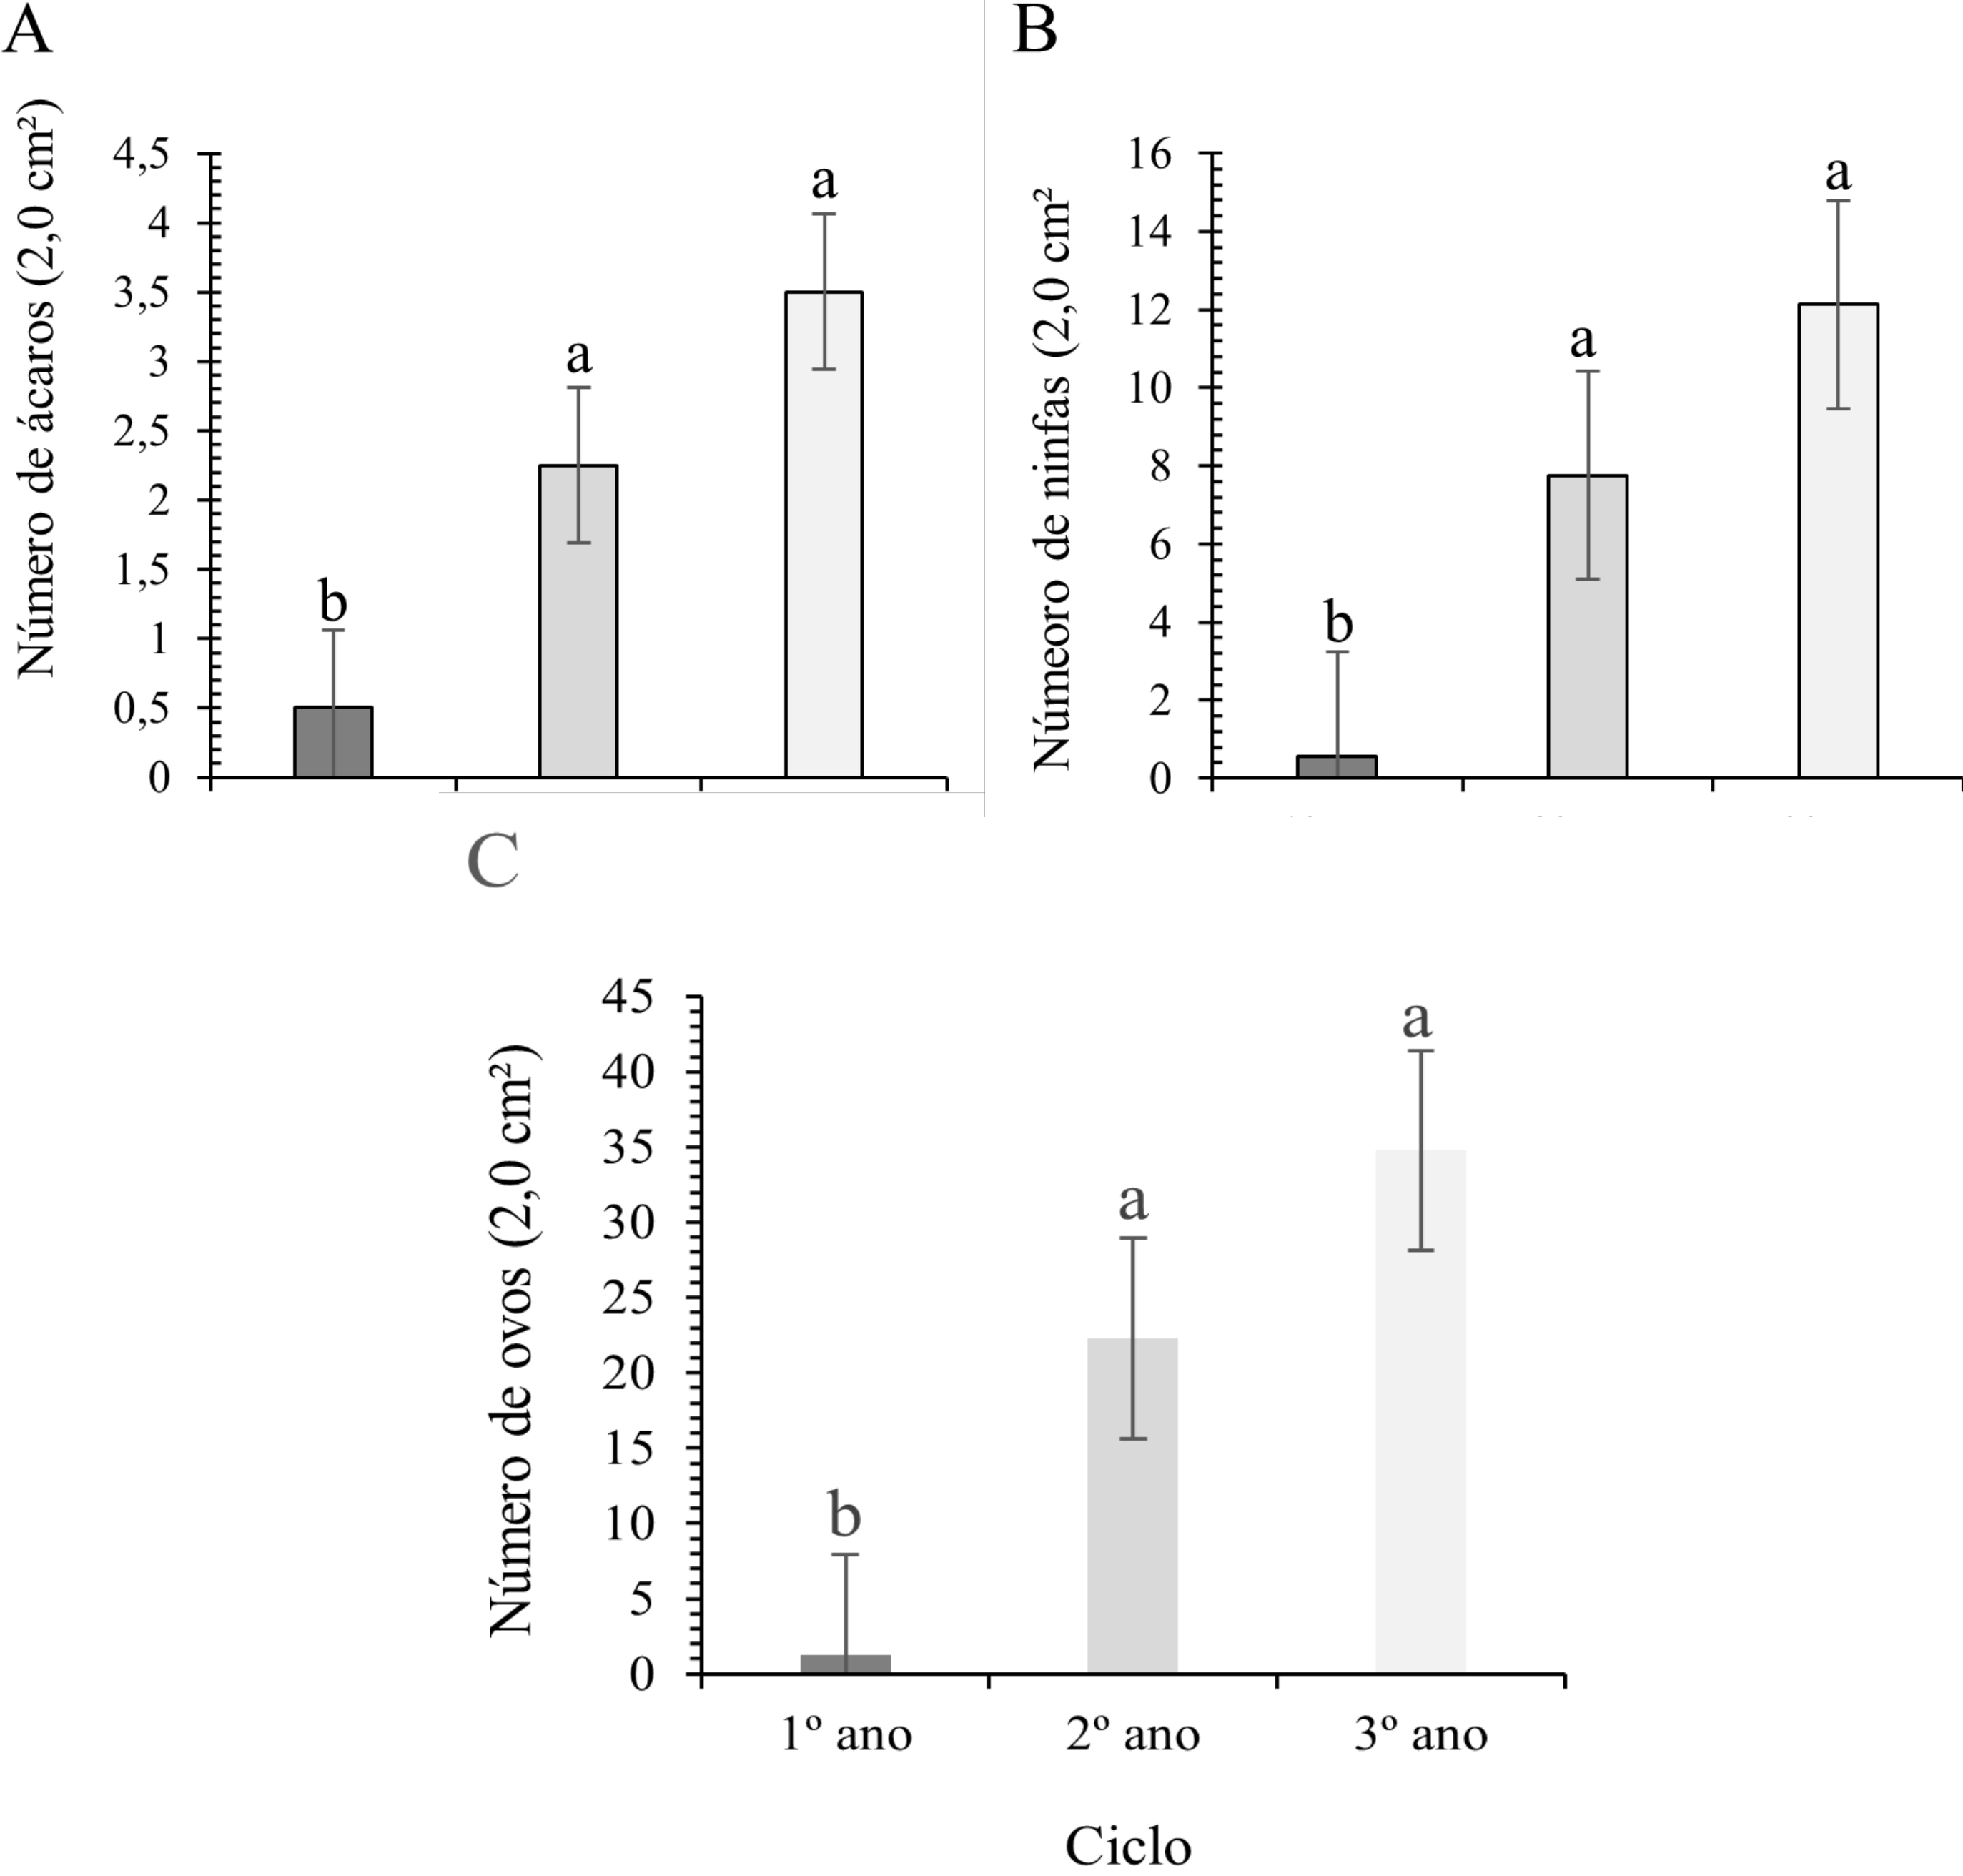 A
Número de ácaros (2,0 cm²)
4,5
4
3,5
3
2,5
2
1,5
1
0,5
0
b
a
a
B
Númeoro de ninfas (2,0 cm²
16
14
12
10
8
6
4
2
0
b
a
a
C
Número de ovos (2,0 cm²)
45
40
35
30
25
20
15
10
5
0
b
a
a
1º ano 2º ano 3º ano
Ciclo